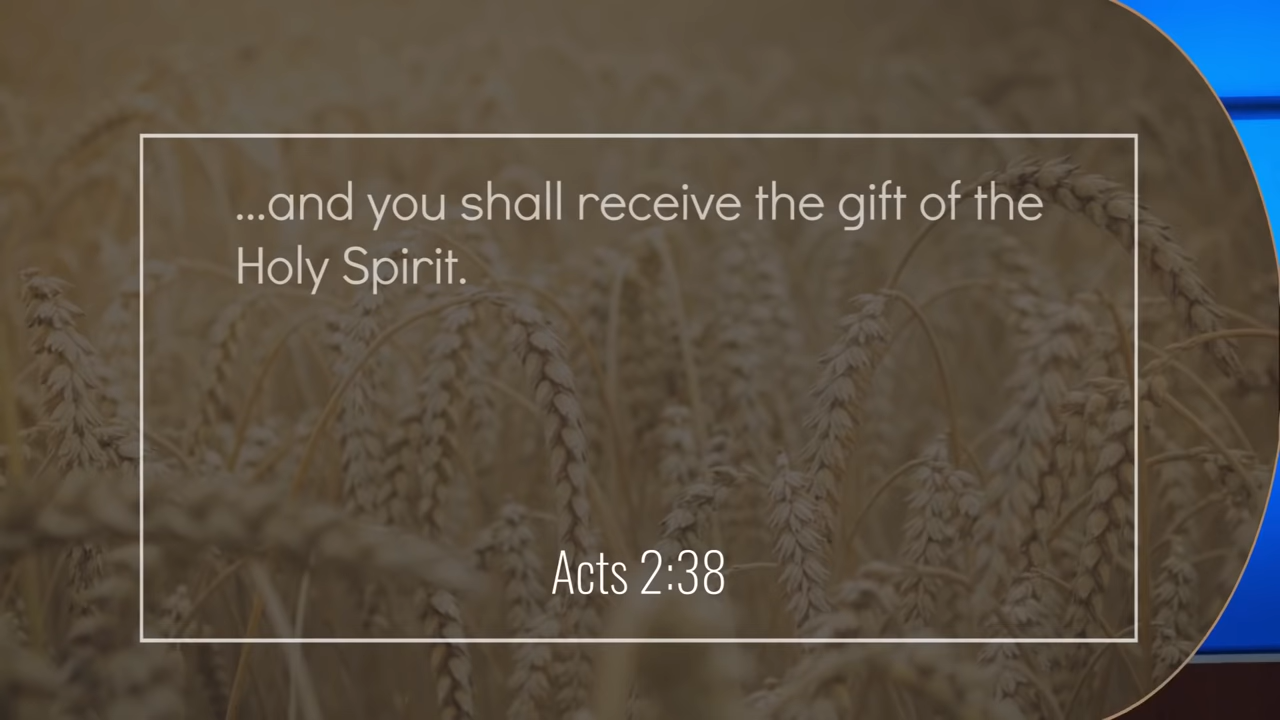 ...and you shall receive the gift of the
Holy Spirit.
Acts 2:38